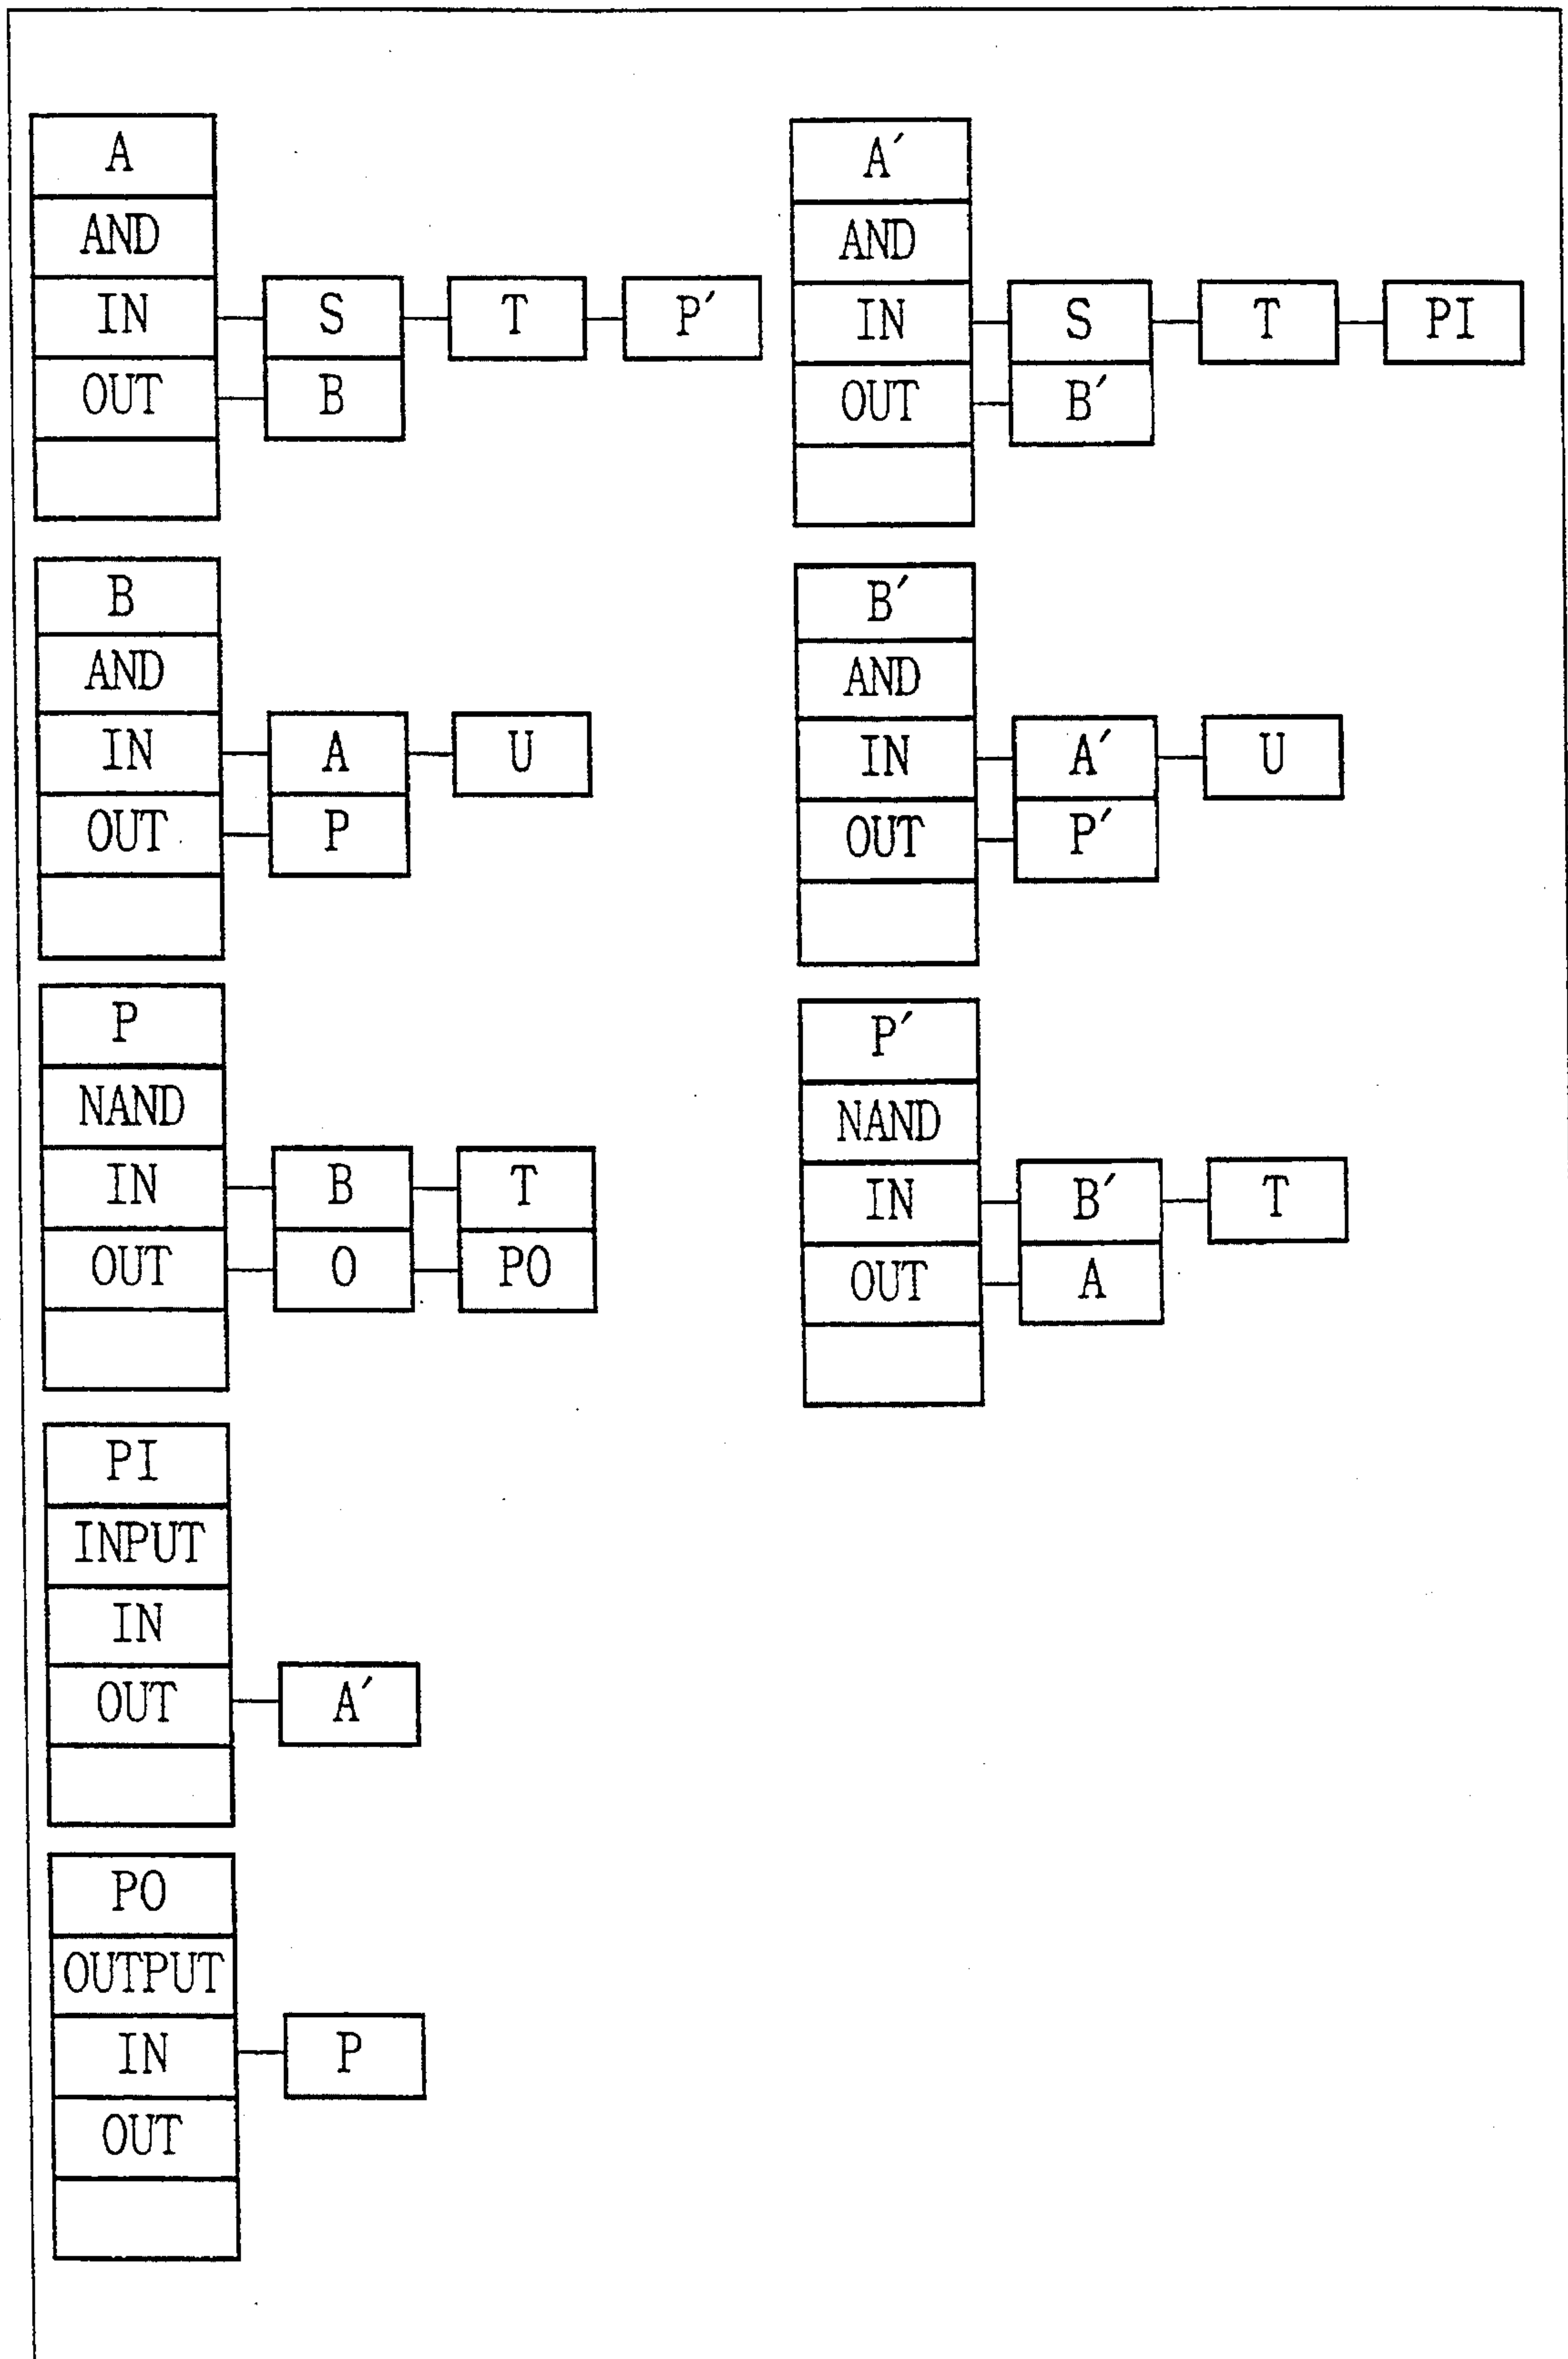 A
AND
IN S T P′
OUT B
A′
AND
IN S T PI
OUT B′
B
AND
IN A U
OUT P
B′
AND
IN A′ U
OUT P′
P
NAND
IN B T
OUT O PO
P′
NAND
IN B′ T
OUT A
PI
INPUT
IN
OUT A′
PO
OUTPUT
IN P
OUT